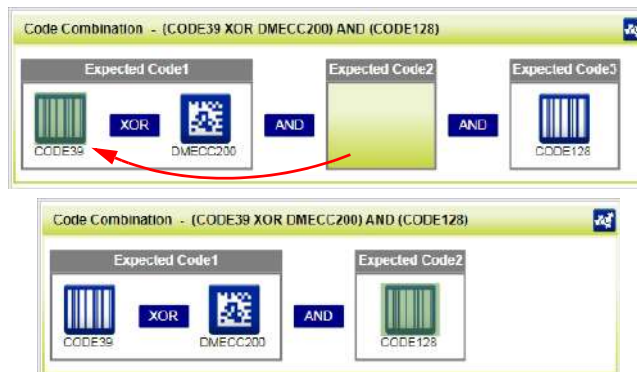 Code Combination - (CODE39 XOR DMECC200) AND (CODE128)
Expected Code1 Expected Code2 Expected Code3
XOR AND AND
CODE39 DMECC200 CODE128
Code Combination - (CODE39 XOR DMECC200) AND (CODE128)
Expected Code1 Expected Code2
XOR AND
CODE39 DMECC200 CODE128